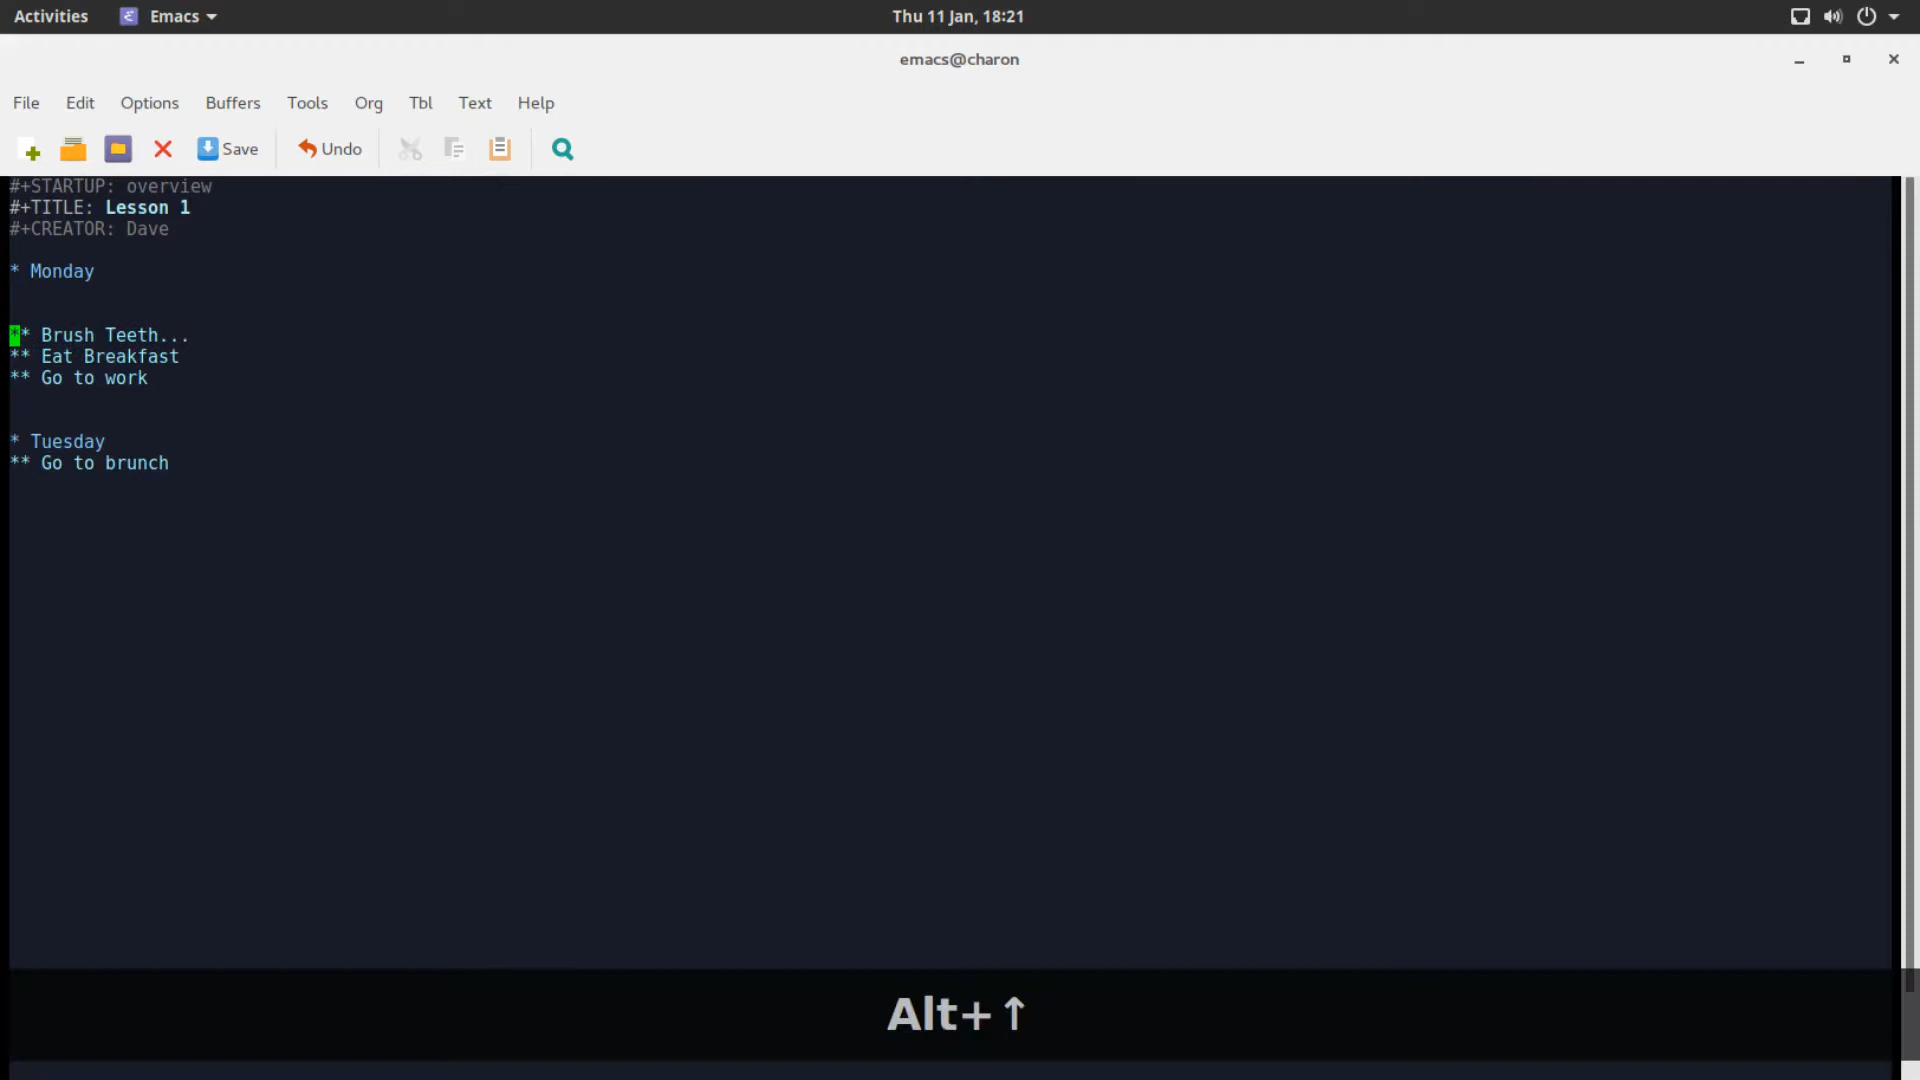 Activities Emacs Thu 11 Jan, 18:21
emacs@charon
File Edit Options Buffers Tools Org Tbl Text Help
Save Undo
#+STARTUP: overview
#+TITLE: Lesson 1
#+CREATOR: Dave
* Monday
** Brush Teeth...
** Eat Breakfast
** Go to work
* Tuesday
** Go to brunch
Alt+↑